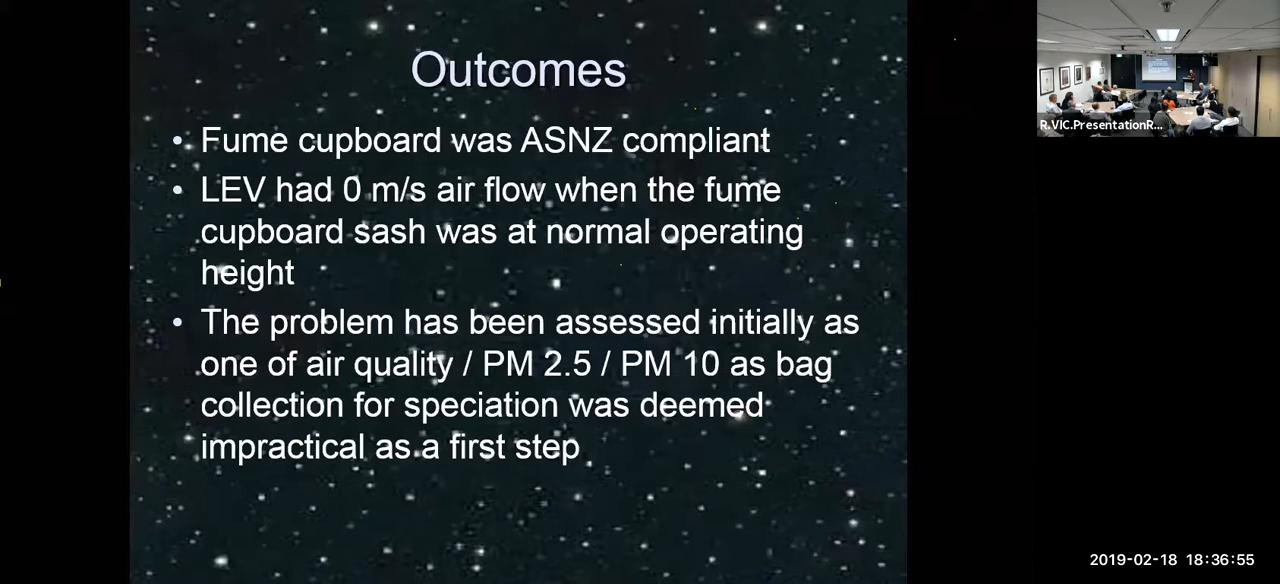 Outcomes
• Fume cupboard was ASNZ compliant
• LEV had 0 m/s air flow when the fume
cupboard sash was at normal operating
height
• The problem has been assessed initially as
one of air quality / PM 2.5 / PM 10 as bag
collection for speciation was deemed
impractical as a first step
R.VIC.PresentationR...
2019-02-18 18:36:55